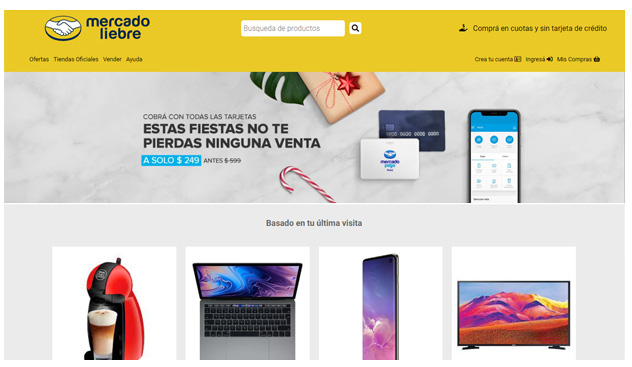 mercado
liebre
Busqueda de productos
Comprá en cuotas y sin tarjeta de crédito
Ofertas Tiendas Oficiales Vender Ayuda
Crea tu cuenta Ingresá Mis Compras
COBRÁ CON TODAS LAS TARJETAS
ESTAS FIESTAS NO TE
PIERDAS NINGUNA VENTA
A SOLO $ 249 ANTES $ 599
mercado
pago
Basado en tu última visita